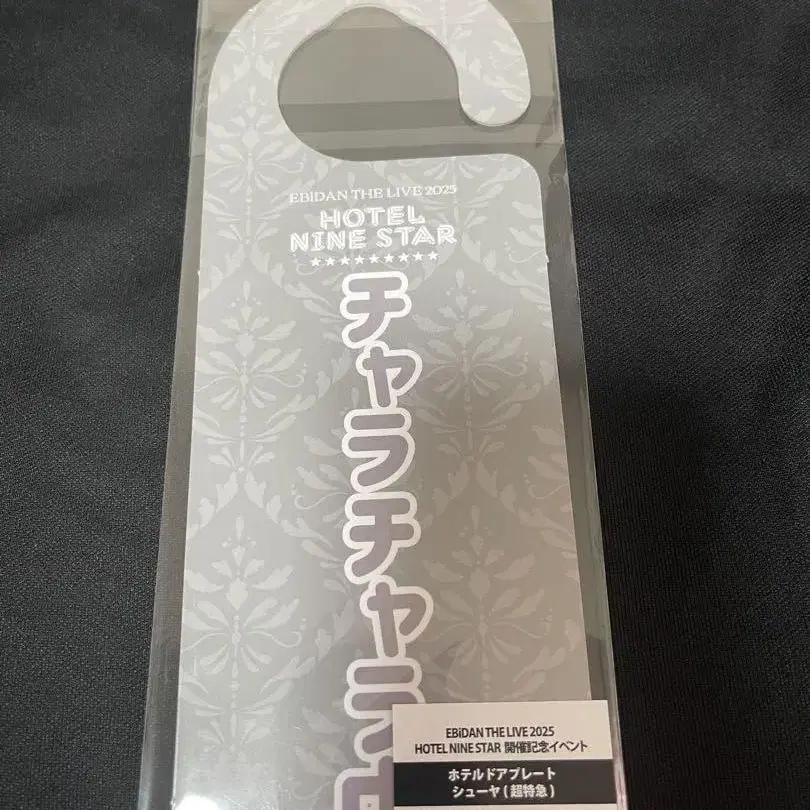 EBiDAN THE LIVE 2025
HOTEL
NINE STAR
★★★★★★★★★
チャラチャラ
EBiDAN THE LIVE 2025
HOTEL NINE STAR 開催記念イベント
ホテルドアプレート
シューヤ(超特急)